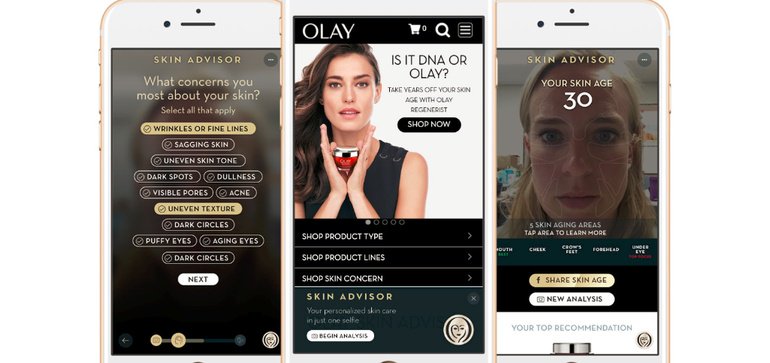 SKIN ADVISOR
What concerns you
most about your skin?
Select all that apply
WRINKLES OR FINE LINES
SAGGING SKIN
UNEVEN SKIN TONE
DARK SPOTS
DULLNESS
VISIBLE PORES
ACNE
UNEVEN TEXTURE
DARK CIRCLES
PUFFY EYES
AGING EYES
DARK CIRCLES
NEXT
OLAY
0
IS IT DNA OR
OLAY?
TAKE YEARS OFF YOUR SKIN
AGE WITH OLAY
REGENERIST
SHOP NOW
OLAY
SHOP PRODUCT TYPE
SHOP PRODUCT LINES
SHOP SKIN CONCERN
SKIN ADVISOR
Your personalized skin care
in just one selfie
BEGIN ANALYSIS
SKIN ADVISOR
YOUR SKIN AGE
30
5 SKIN AGING AREAS
TAP AREA TO LEARN MORE
MOUTH
BEST
CHEEK
CROW'S
FEET
FOREHEAD
UNDER
EYE
f SHARE SKIN AGE
NEW ANALYSIS
YOUR TOP RECOMMENDATION